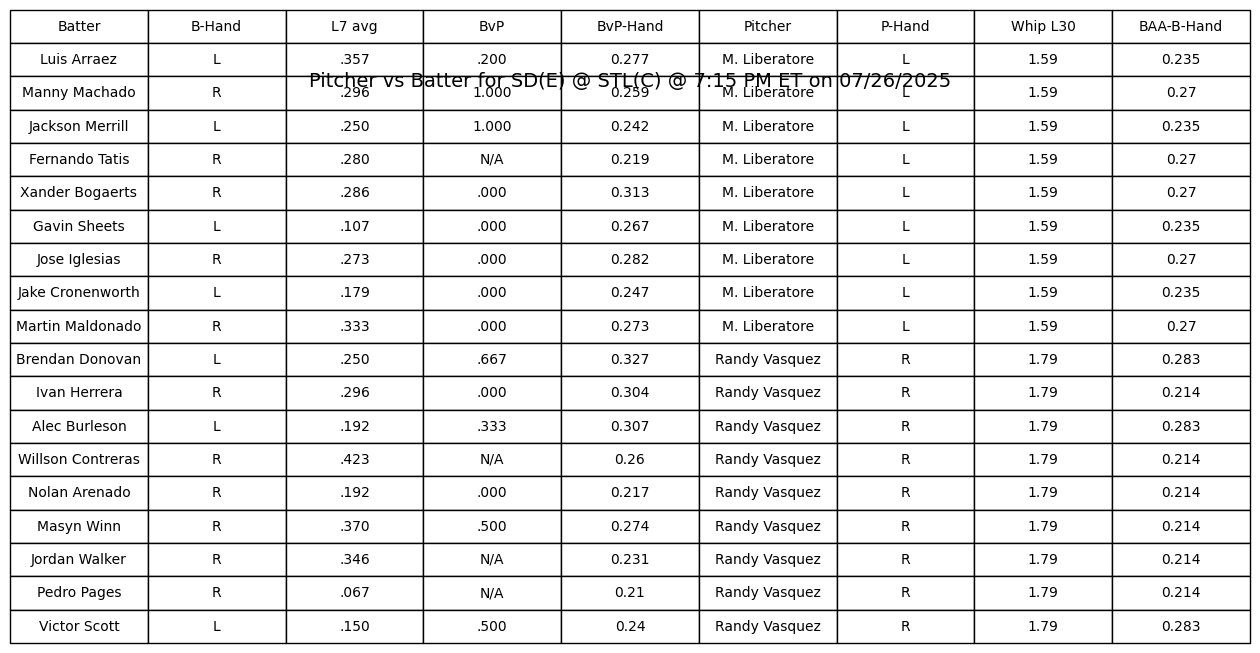 Batter B-Hand L7 avg BvP BvP-Hand Pitcher P-Hand Whip L30 BAA-B-Hand
Luis Arraez L .357 .200 0.277 M. Liberatore L 1.59 0.235
Pitcher vs Batter for SD(E) @ STL(C) @ 7:15 PM ET on 07/26/2025
Manny Machado R .296 1.000 0.259 M. Liberatore L 1.59 0.27
Jackson Merrill L .250 1.000 0.242 M. Liberatore L 1.59 0.235
Fernando Tatis R .280 N/A 0.219 M. Liberatore L 1.59 0.27
Xander Bogaerts R .286 .000 0.313 M. Liberatore L 1.59 0.27
Gavin Sheets L .107 .000 0.267 M. Liberatore L 1.59 0.235
Jose Iglesias R .273 .000 0.282 M. Liberatore L 1.59 0.27
Jake Cronenworth L .179 .000 0.247 M. Liberatore L 1.59 0.235
Martin Maldonado R .333 .000 0.273 M. Liberatore L 1.59 0.27
Brendan Donovan L .250 .667 0.327 Randy Vasquez R 1.79 0.283
Ivan Herrera R .296 .000 0.304 Randy Vasquez R 1.79 0.214
Alec Burleson L .192 .333 0.307 Randy Vasquez R 1.79 0.283
Willson Contreras R .423 N/A 0.26 Randy Vasquez R 1.79 0.214
Nolan Arenado R .192 .000 0.217 Randy Vasquez R 1.79 0.214
Masyn Winn R .370 .500 0.274 Randy Vasquez R 1.79 0.214
Jordan Walker R .346 N/A 0.231 Randy Vasquez R 1.79 0.214
Pedro Pages R .067 N/A 0.21 Randy Vasquez R 1.79 0.214
Victor Scott L .150 .500 0.24 Randy Vasquez R 1.79 0.283